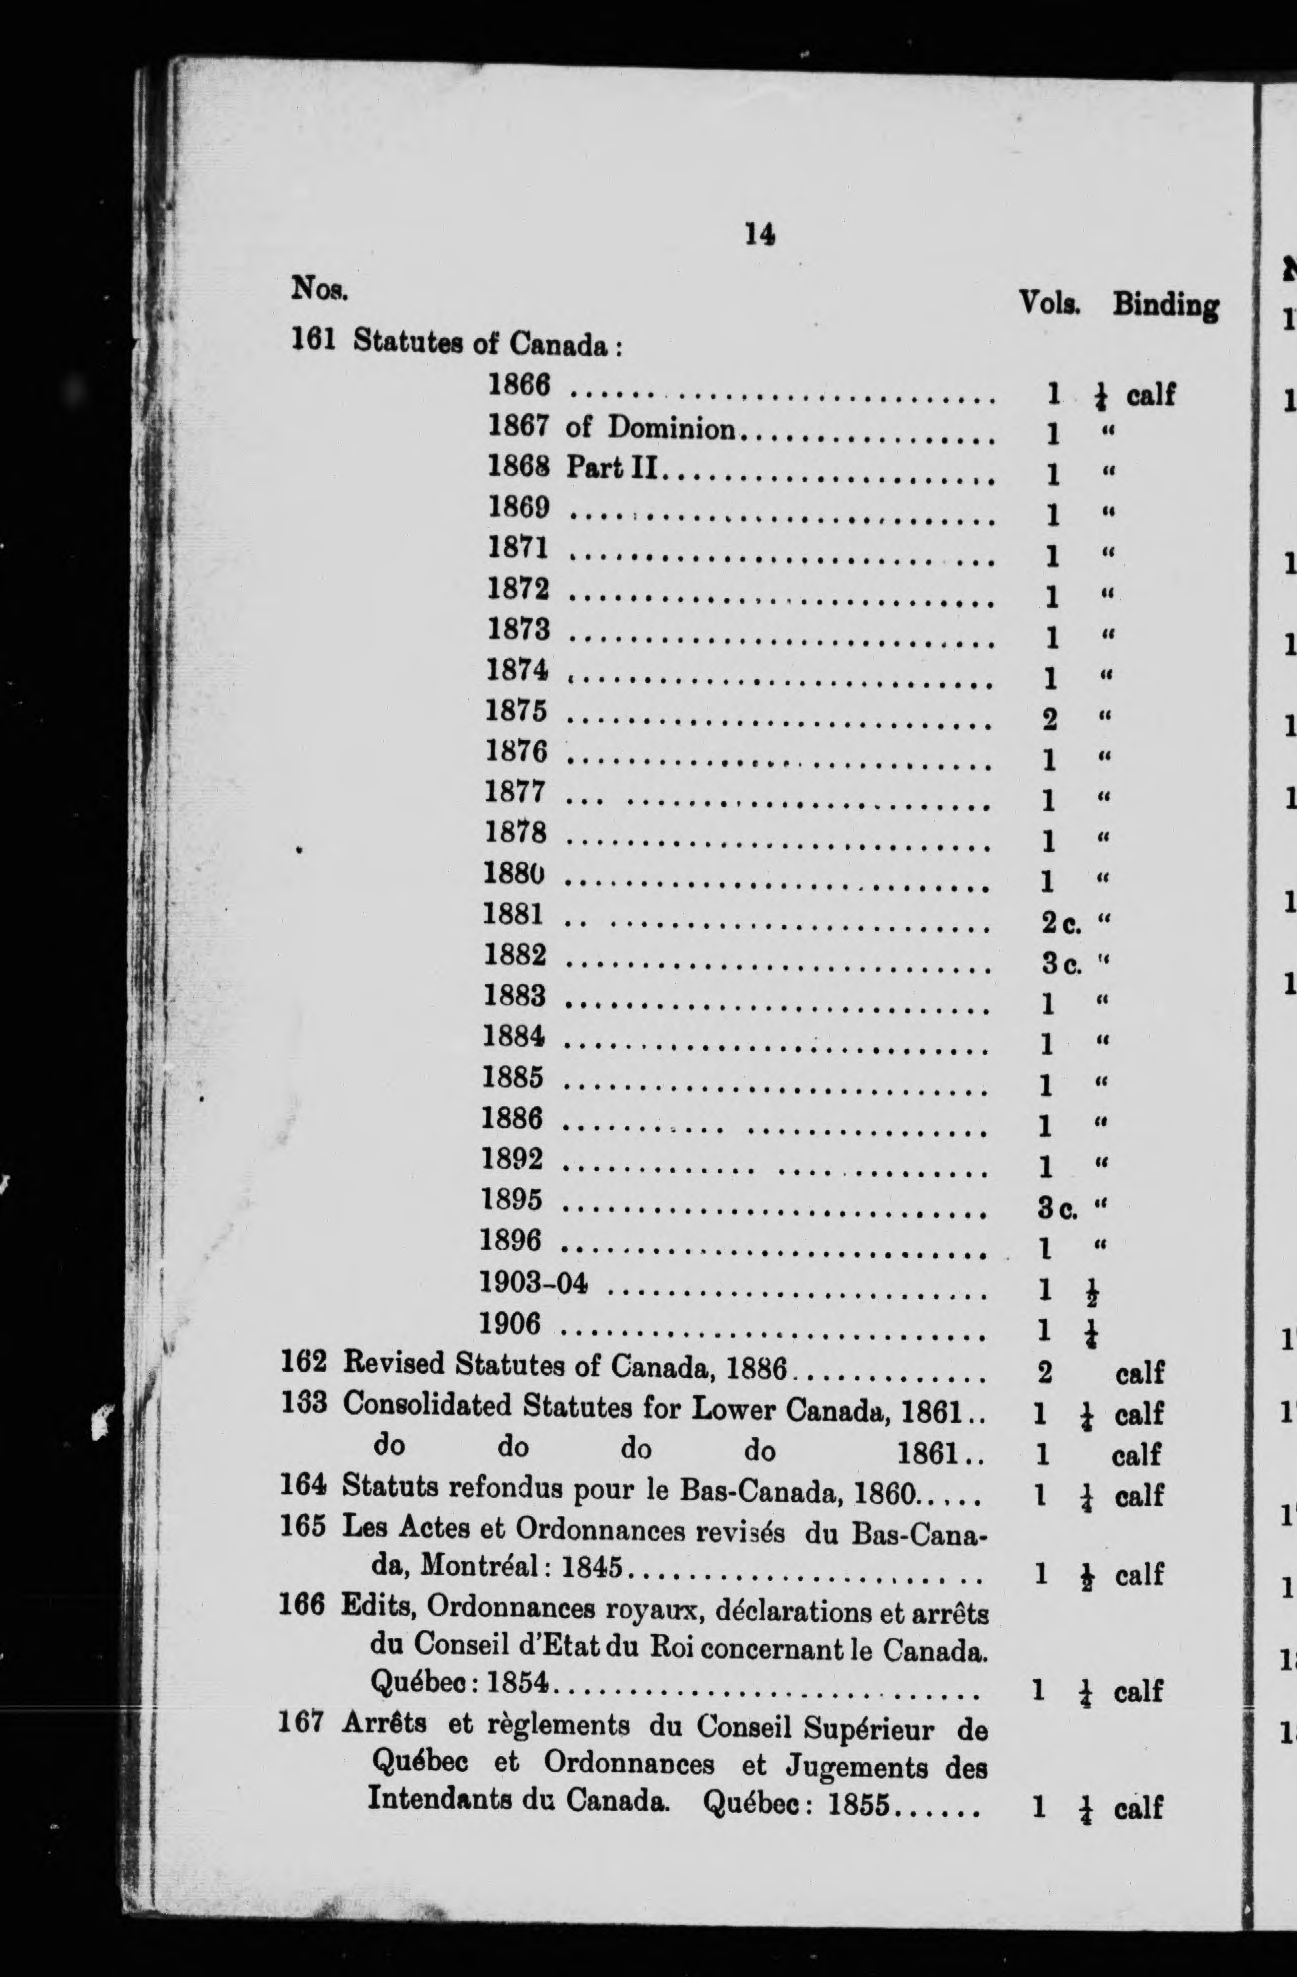 14
Nos. Vols. Binding
161 Statutes of Canada :
1866 .............................. 1 ¼ calf
1867 of Dominion................. 1 “
1868 Part II...................... 1 “
1869 ............................ 1 “
1871 ............................ 1 “
1872 ............................ 1 “
1873 ............................ 1 “
1874 ............................ 1 “
1875 ............................ 2 “
1876 ............................ 1 “
1877 ............................ 1 “
1878 ............................ 1 “
1880 ............................ 1 “
1881 ............................ 2 c. “
1882 ............................ 3 c. “
1883 ............................ 1 “
1884 ............................ 1 “
1885 ............................ 1 “
1886 ............................ 1 “
1892 ............................ 1 “
1895 ............................ 3 c. “
1896 ............................ 1 “
1903-04 ......................... 1 ½
1906 ............................ 1 ¼
162 Revised Statutes of Canada, 1886............. 2 calf
163 Consolidated Statutes for Lower Canada, 1861.. 1 ¼ calf
do do do do 1861.. 1 calf
164 Statuts refondus pour le Bas-Canada, 1860..... 1 ¼ calf
165 Les Actes et Ordonnances revisés du Bas-Cana-
da, Montréal : 1845........................ 1 ½ calf
166 Edits, Ordonnances royaux, déclarations et arrêts
du Conseil d'Etat du Roi concernant le Canada.
Québec : 1854............................ 1 ¼ calf
167 Arrêts et règlements du Conseil Supérieur de
Québec et Ordonnances et Jugements des
Intendants du Canada. Québec : 1855...... 1 ¼ calf